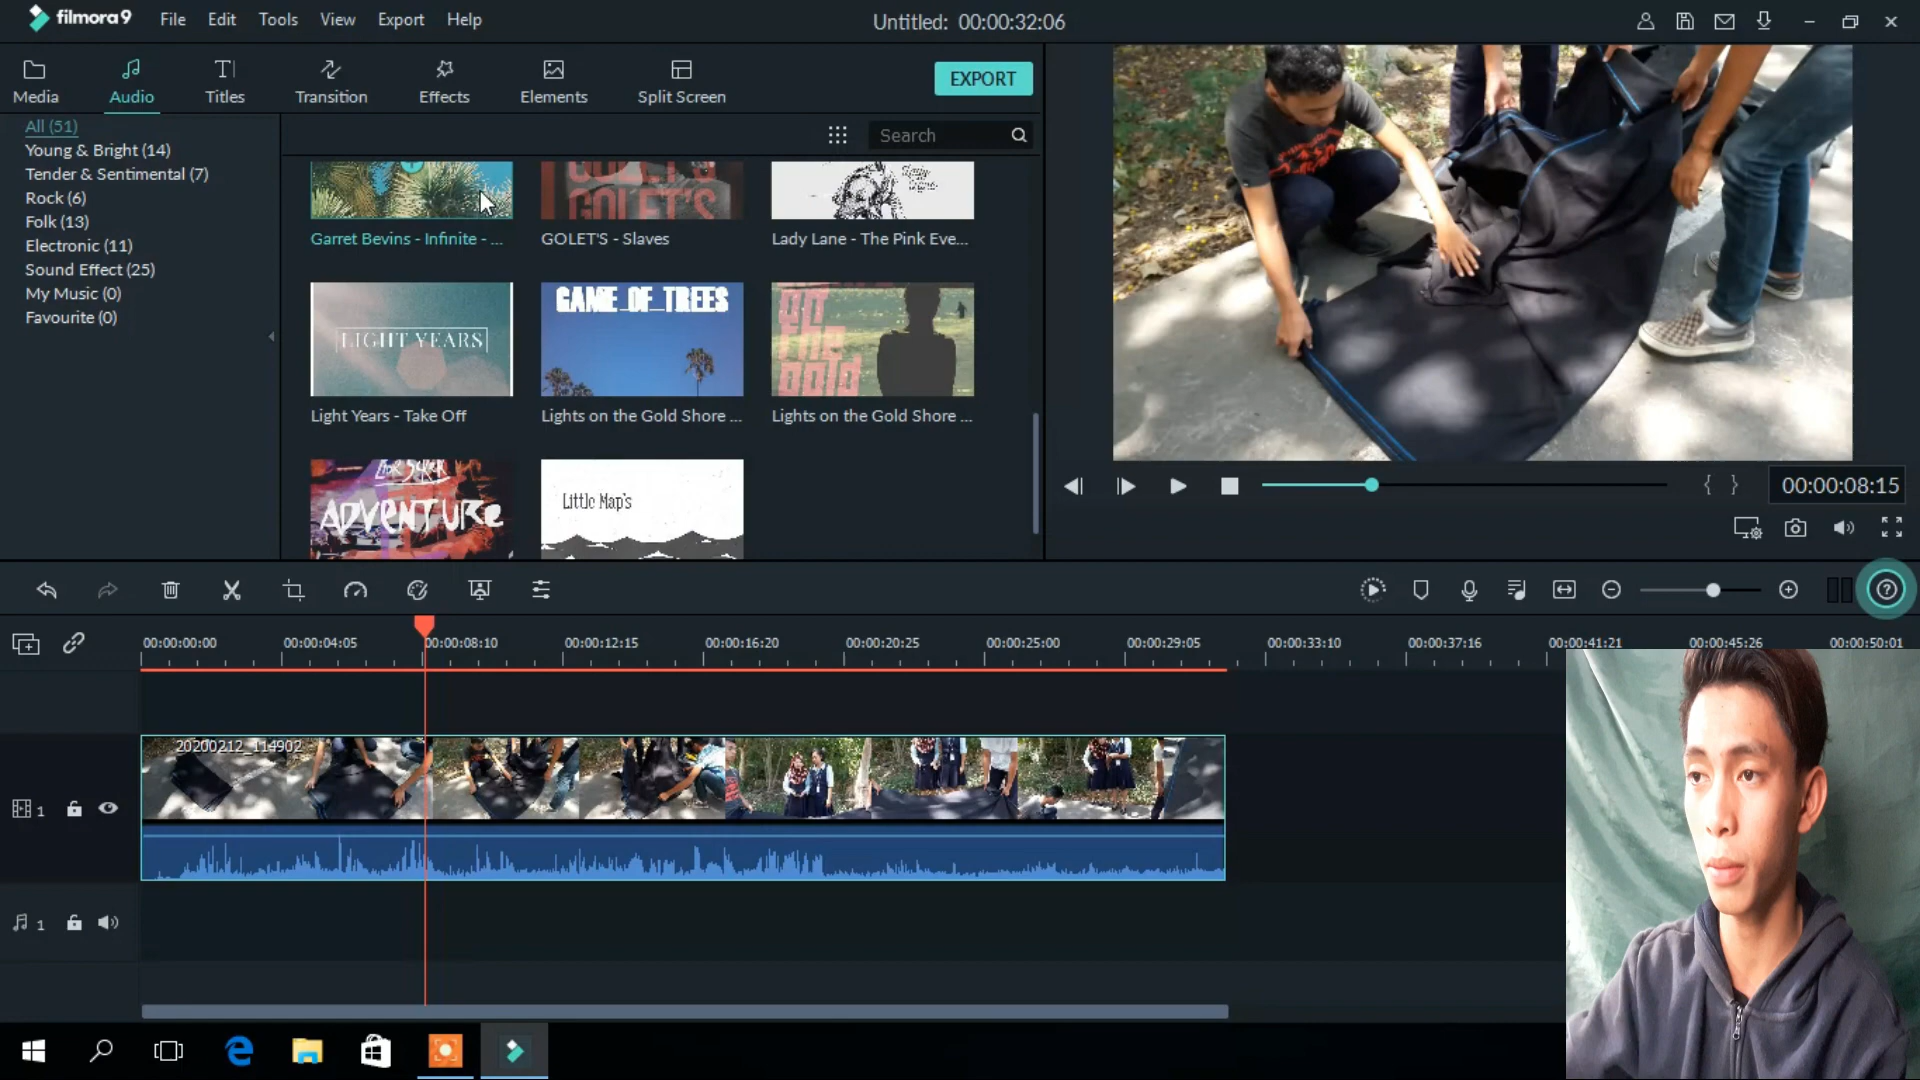 filmora9 File Edit Tools View Export Help Untitled: 00:00:32:06
Media Audio Titles Transition Effects Elements Split Screen EXPORT
All (51)
Young & Bright (14)
Tender & Sentimental (7)
Rock (6)
Folk (13)
Electronic (11)
Sound Effect (25)
My Music (0)
Favourite (0)
Search
GOLET'S
Garret Bevins - Infinite - ...
GOLET'S - Slaves
Lady Lane - The Pink Eve...
LIGHT YEARS
GAME OF TREES
on
the
gold
Light Years - Take Off
Lights on the Gold Shore ...
Lights on the Gold Shore ...
ADVENTURE
Little Map's
00:00:08:15
00:00:00:00 00:00:04:05 00:00:08:10 00:00:12:15 00:00:16:20 00:00:20:25 00:00:25:00 00:00:29:05 00:00:33:10 00:00:37:16 00:00:41:21 00:00:45:26 00:00:50:01
20200212_114902
1
1